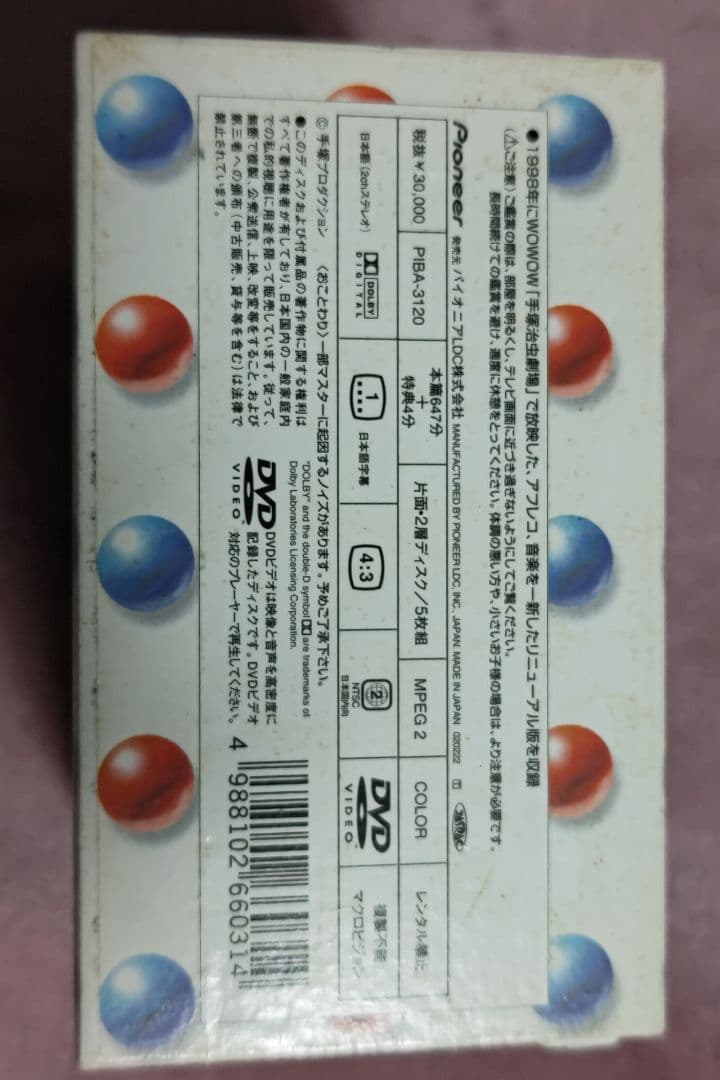 ●1998年にWOWOW「手塚治虫劇場」で放映した、アフレコ、音楽を一新したリニューアル版を収録
(⚠ご注意)ご鑑賞の際は、部屋を明るくし、テレビ画面に近づき過ぎないようにしてご覧ください。
長時間続けての鑑賞を避け、適度に休憩をとってください。体調の悪い方や、小さいお子様の場合は、より注意が必要です。
Pioneer 発売元 パイオニアLDC株式会社 MANUFACTURED BY PIONEER LDC, INC. JAPAN. MADE IN JAPAN 020222 T
税抜¥30,000
PIBA-3120
本篇647分
+
特典4分
片面・2層ディスク/5枚組
MPEG 2
COLOR
レンタル禁止
日本語(2chステレオ)
DOLBY
DIGITAL
1
日本語字幕
4:3
2
NTSC
日本国内向
DVD
VIDEO
複製不能
マクロビジョン
©手塚プロダクション 〈おことわり〉一部マスターに起因するノイズがあります。予めご了承下さい。
●このディスクおよび付属品の著作物に関する権利は
すべて著作権者が有しており、日本国内の一般家庭内
での私的視聴に用途を限って販売しています。従って、
無断で複製、公衆送信、上映、改変等をすること、および
第三者への頒布(中古販売、貸与等を含む)は法律で
禁止されています。
"DOLBY" and the double-D symbol are trademarks of
Dolby Laboratories Licensing Corporation.
DVD
VIDEO
DVDビデオは映像と音声を高密度に
記録したディスクです。DVDビデオ
対応のプレーヤーで再生してください。
4 988102 660314